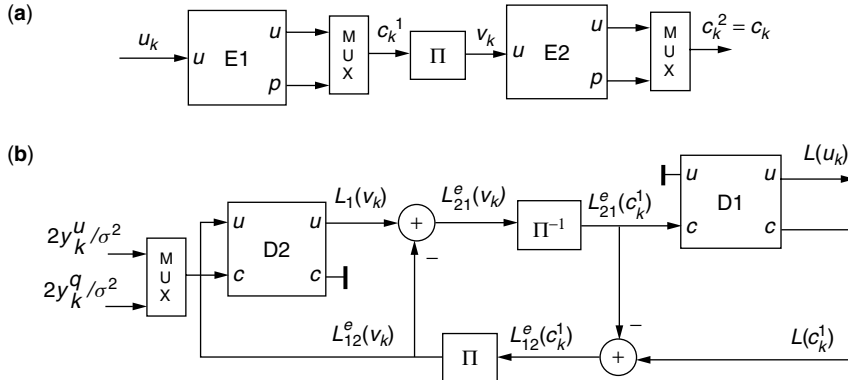 (a)
u_k
u
E1
u
p
M
U
X
c_k^1
Π
v_k
u
E2
u
p
M
U
X
c_k^2 = c_k
(b)
2y_k^u/σ^2
2y_k^q/σ^2
M
U
X
u
c
D2
u
c
L_1(v_k)
+
−
L_{21}^e(v_k)
Π^{−1}
L_{21}^e(c_k^1)
u
c
D1
u
c
L(u_k)
L_{12}^e(v_k)
Π
L_{12}^e(c_k^1)
−
+
L(c_k^1)